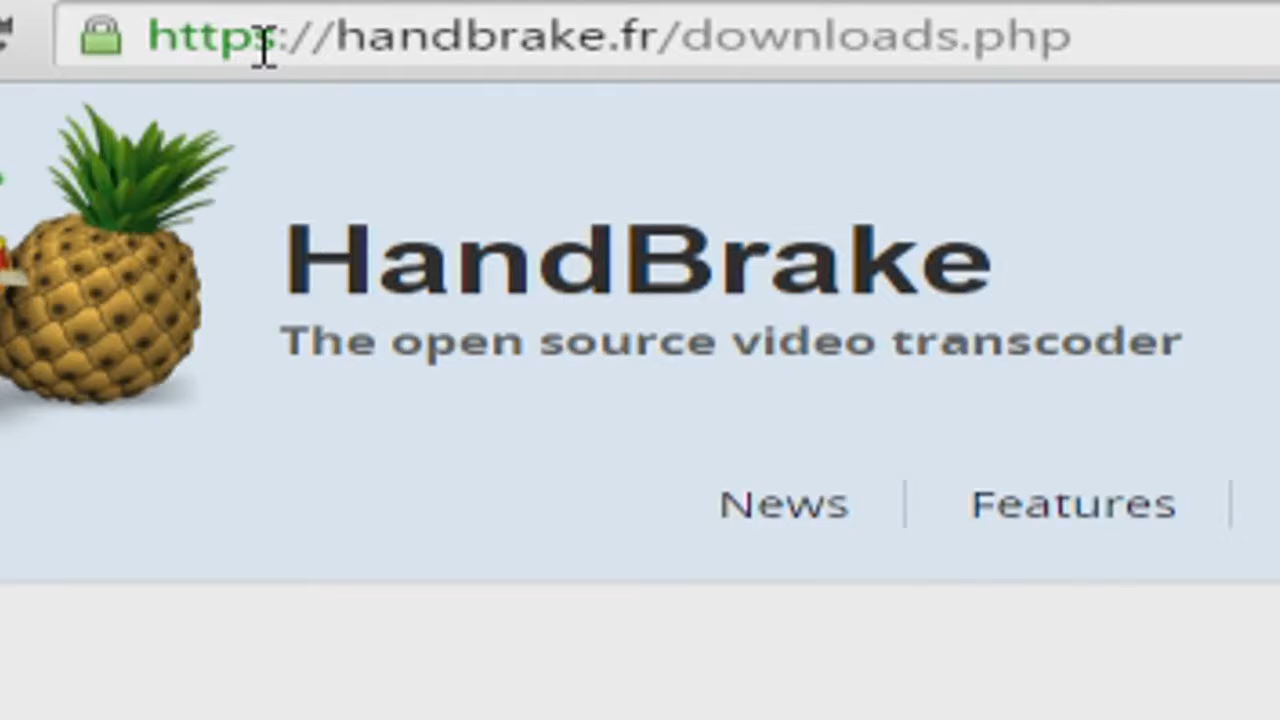 https://handbrake.fr/downloads.php
HandBrake
The open source video transcoder
News
Features